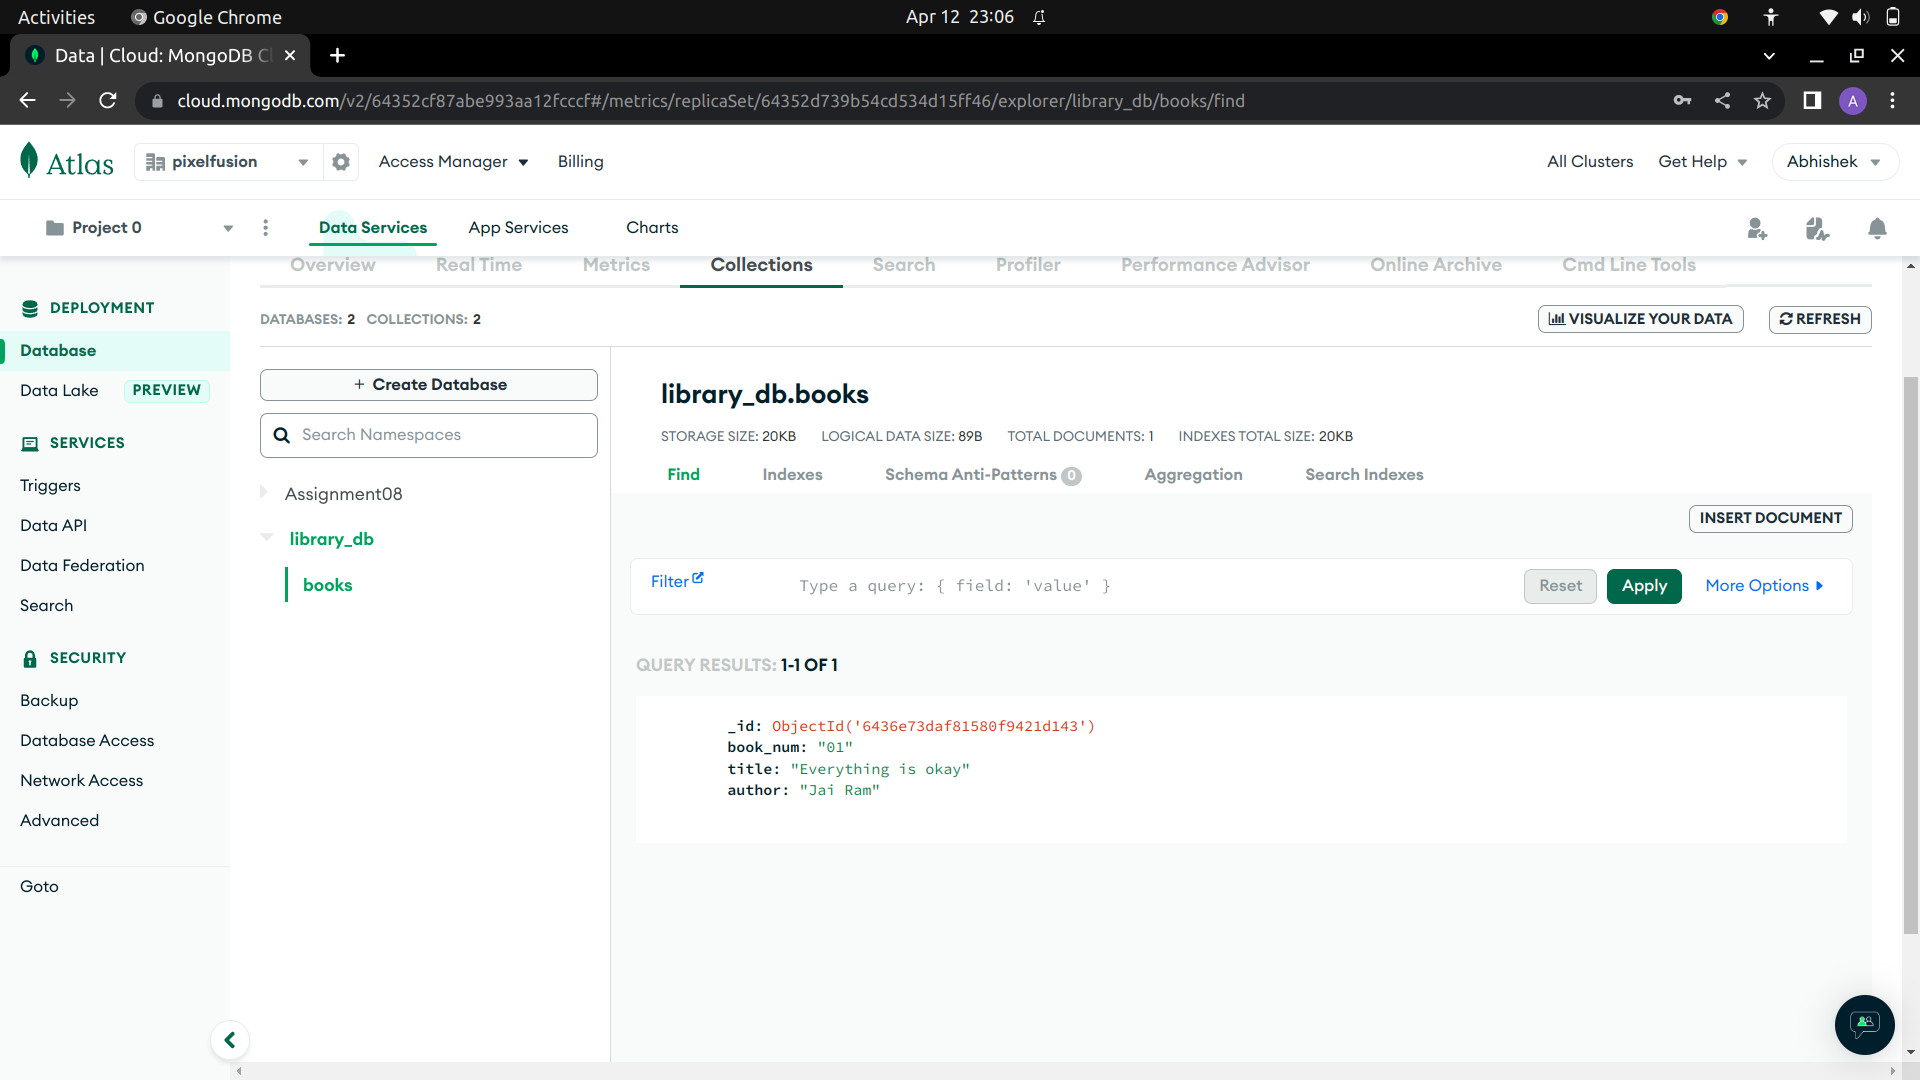 Activities Google Chrome Apr 12 23:06
Data | Cloud: MongoDB Cl
cloud.mongodb.com/v2/64352cf87abe993aa12fcccf#/metrics/replicaSet/64352d739b54cd534d15ff46/explorer/library_db/books/find A
Atlas pixelfusion Access Manager Billing All Clusters Get Help Abhishek
Project 0 Data Services App Services Charts
Overview Real Time Metrics Collections Search Profiler Performance Advisor Online Archive Cmd Line Tools
DEPLOYMENT
Database
Data Lake PREVIEW
SERVICES
Triggers
Data API
Data Federation
Search
SECURITY
Backup
Database Access
Network Access
Advanced
Goto
DATABASES: 2 COLLECTIONS: 2 VISUALIZE YOUR DATA REFRESH
+ Create Database
Search Namespaces
Assignment08
library_db
books
library_db.books
STORAGE SIZE: 20KB LOGICAL DATA SIZE: 89B TOTAL DOCUMENTS: 1 INDEXES TOTAL SIZE: 20KB
Find Indexes Schema Anti-Patterns 0 Aggregation Search Indexes
INSERT DOCUMENT
Filter Type a query: { field: 'value' } Reset Apply More Options
QUERY RESULTS: 1-1 OF 1
_id: ObjectId('6436e73daf81580f9421d143')
book_num: "01"
title: "Everything is okay"
author: "Jai Ram"